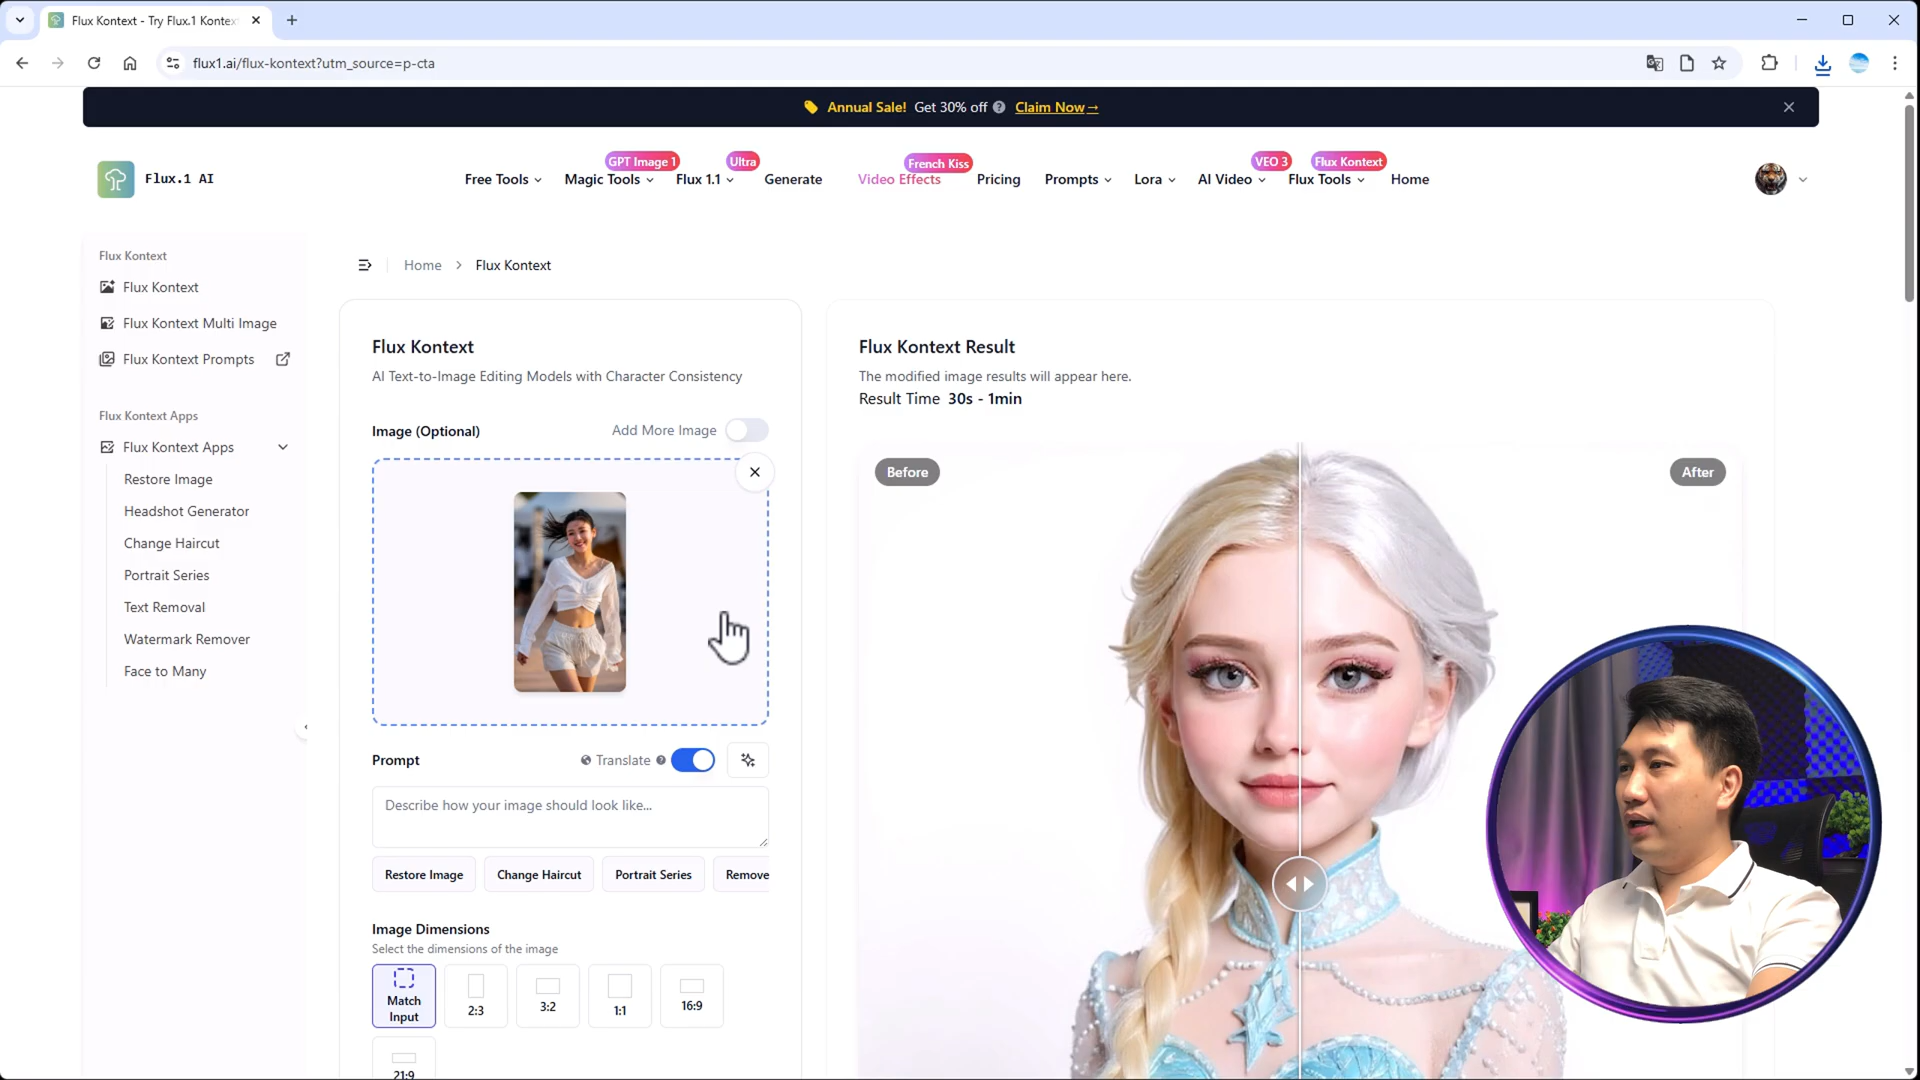 Flux Kontext - Try Flux.1 Kontex
flux1.ai/flux-kontext?utm_source=p-cta
Annual Sale! Get 30% off Claim Now→
Flux.1 AI
GPT Image 1
Ultra
French Kiss
VEO 3
Flux Kontext
Free Tools
Magic Tools
Flux 1.1
Generate
Video Effects
Pricing
Prompts
Lora
AI Video
Flux Tools
Home
Flux Kontext
Flux Kontext
Flux Kontext Multi Image
Flux Kontext Prompts
Flux Kontext Apps
Flux Kontext Apps
Restore Image
Headshot Generator
Change Haircut
Portrait Series
Text Removal
Watermark Remover
Face to Many
Home > Flux Kontext
Flux Kontext
AI Text-to-Image Editing Models with Character Consistency
Image (Optional)
Add More Image
Prompt
Translate
Describe how your image should look like...
Restore Image
Change Haircut
Portrait Series
Remove
Image Dimensions
Select the dimensions of the image
Match
Input
2:3
3:2
1:1
16:9
21:9
Flux Kontext Result
The modified image results will appear here.
Result Time 30s - 1min
Before
After